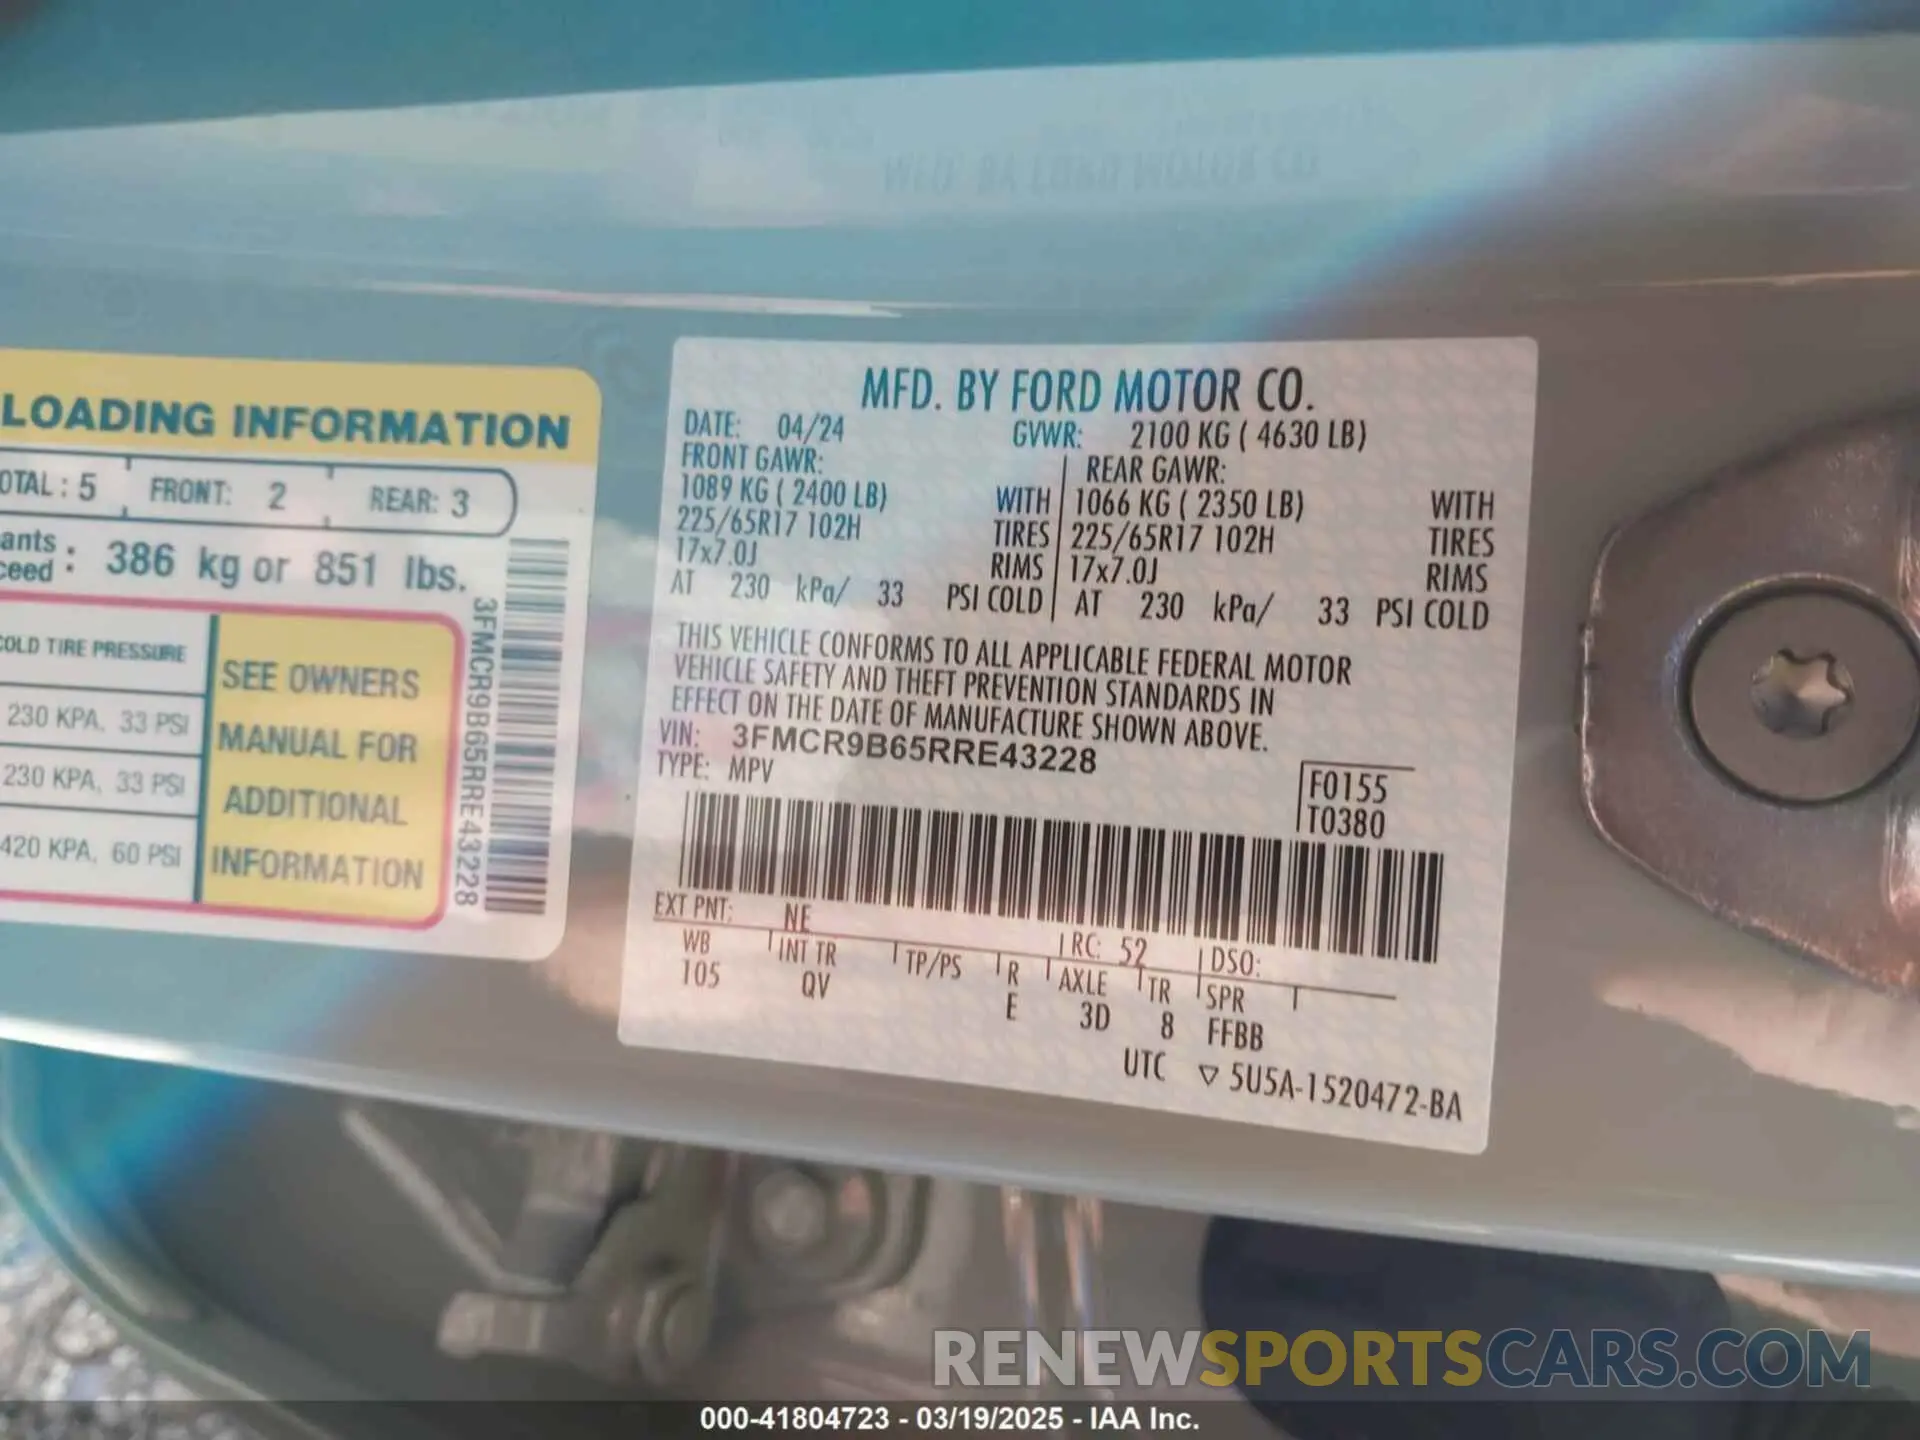 LOADING INFORMATION
OTAL : 5 FRONT: 2 REAR: 3
ants
ceed : 386 kg or 851 lbs.
COLD TIRE PRESSURE
230 KPA, 33 PSI
230 KPA, 33 PSI
420 KPA, 60 PSI
SEE OWNERS
MANUAL FOR
ADDITIONAL
INFORMATION
3FMCR9B65RRE43228
MFD. BY FORD MOTOR CO.
DATE: 04/24 GVWR: 2100 KG ( 4630 LB)
FRONT GAWR: REAR GAWR:
1089 KG ( 2400 LB) WITH 1066 KG ( 2350 LB) WITH
225/65R17 102H TIRES 225/65R17 102H TIRES
17x7.0J RIMS 17x7.0J RIMS
AT 230 kPa/ 33 PSI COLD AT 230 kPa/ 33 PSI COLD
THIS VEHICLE CONFORMS TO ALL APPLICABLE FEDERAL MOTOR
VEHICLE SAFETY AND THEFT PREVENTION STANDARDS IN
EFFECT ON THE DATE OF MANUFACTURE SHOWN ABOVE.
VIN: 3FMCR9B65RRE43228
TYPE: MPV
F0155
T0380
EXT PNT: NE RC: 52 DSO:
WB INT TR TP/PS R AXLE TR SPR
105 QV E 3D 8 FFBB
UTC ▽ 5U5A-1520472-BA
RENEWSPORTSCARS.COM
000-41804723 - 03/19/2025 - IAA Inc.